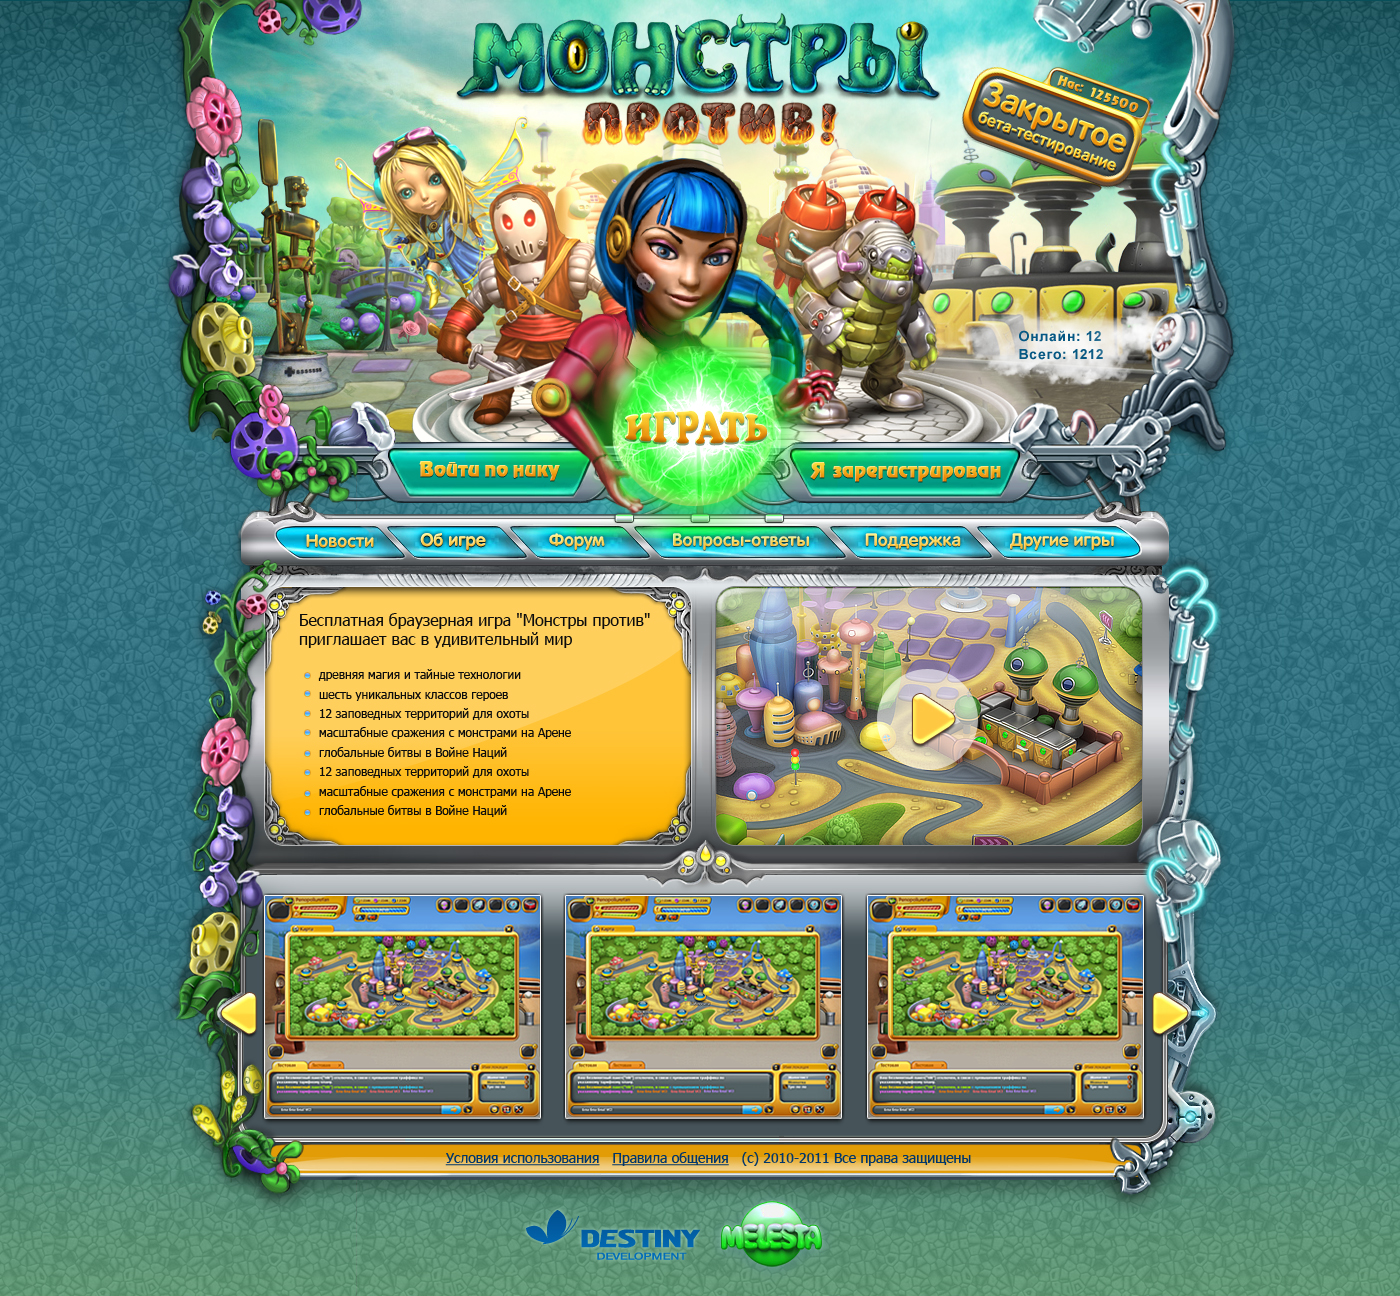 МОНСТРЫ
ПРОТИВ!
Нас: 125500
Закрытое
бета-тестирование
Онлайн: 12
Всего: 1212
ИГРАТЬ
Войти по нику
Я зарегистрирован
Новости
Об игре
Форум
Вопросы-ответы
Поддержка
Другие игры
Бесплатная браузерная игра "Монстры против"
приглашает вас в удивительный мир
древняя магия и тайные технологии
шесть уникальных классов героев
12 заповедных территорий для охоты
масштабные сражения с монстрами на Арене
глобальные битвы в Войне Наций
12 заповедных территорий для охоты
масштабные сражения с монстрами на Арене
глобальные битвы в Войне Наций
Карта
Карта
Карта
Условия использования Правила общения (c) 2010-2011 Все права защищены
DESTINY
DEVELOPMENT
MELESTA